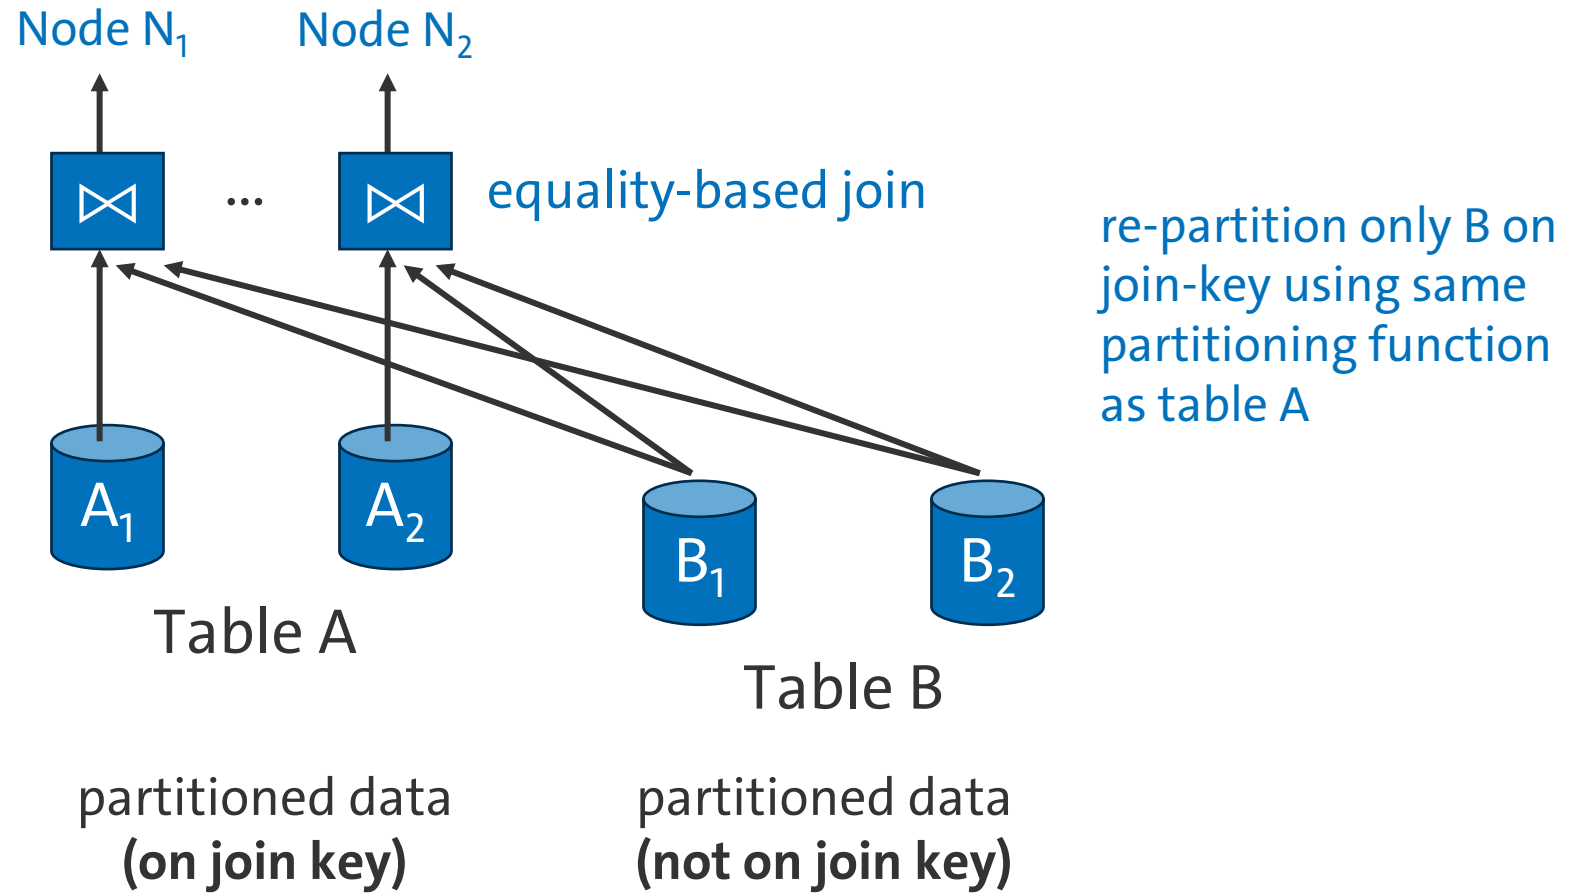 Node N₁
Node N₂
⋈
...
⋈
equality-based join
re-partition only B on
join-key using same
partitioning function
as table A
A₁
A₂
B₁
B₂
Table A
Table B
partitioned data
(on join key)
partitioned data
(not on join key)